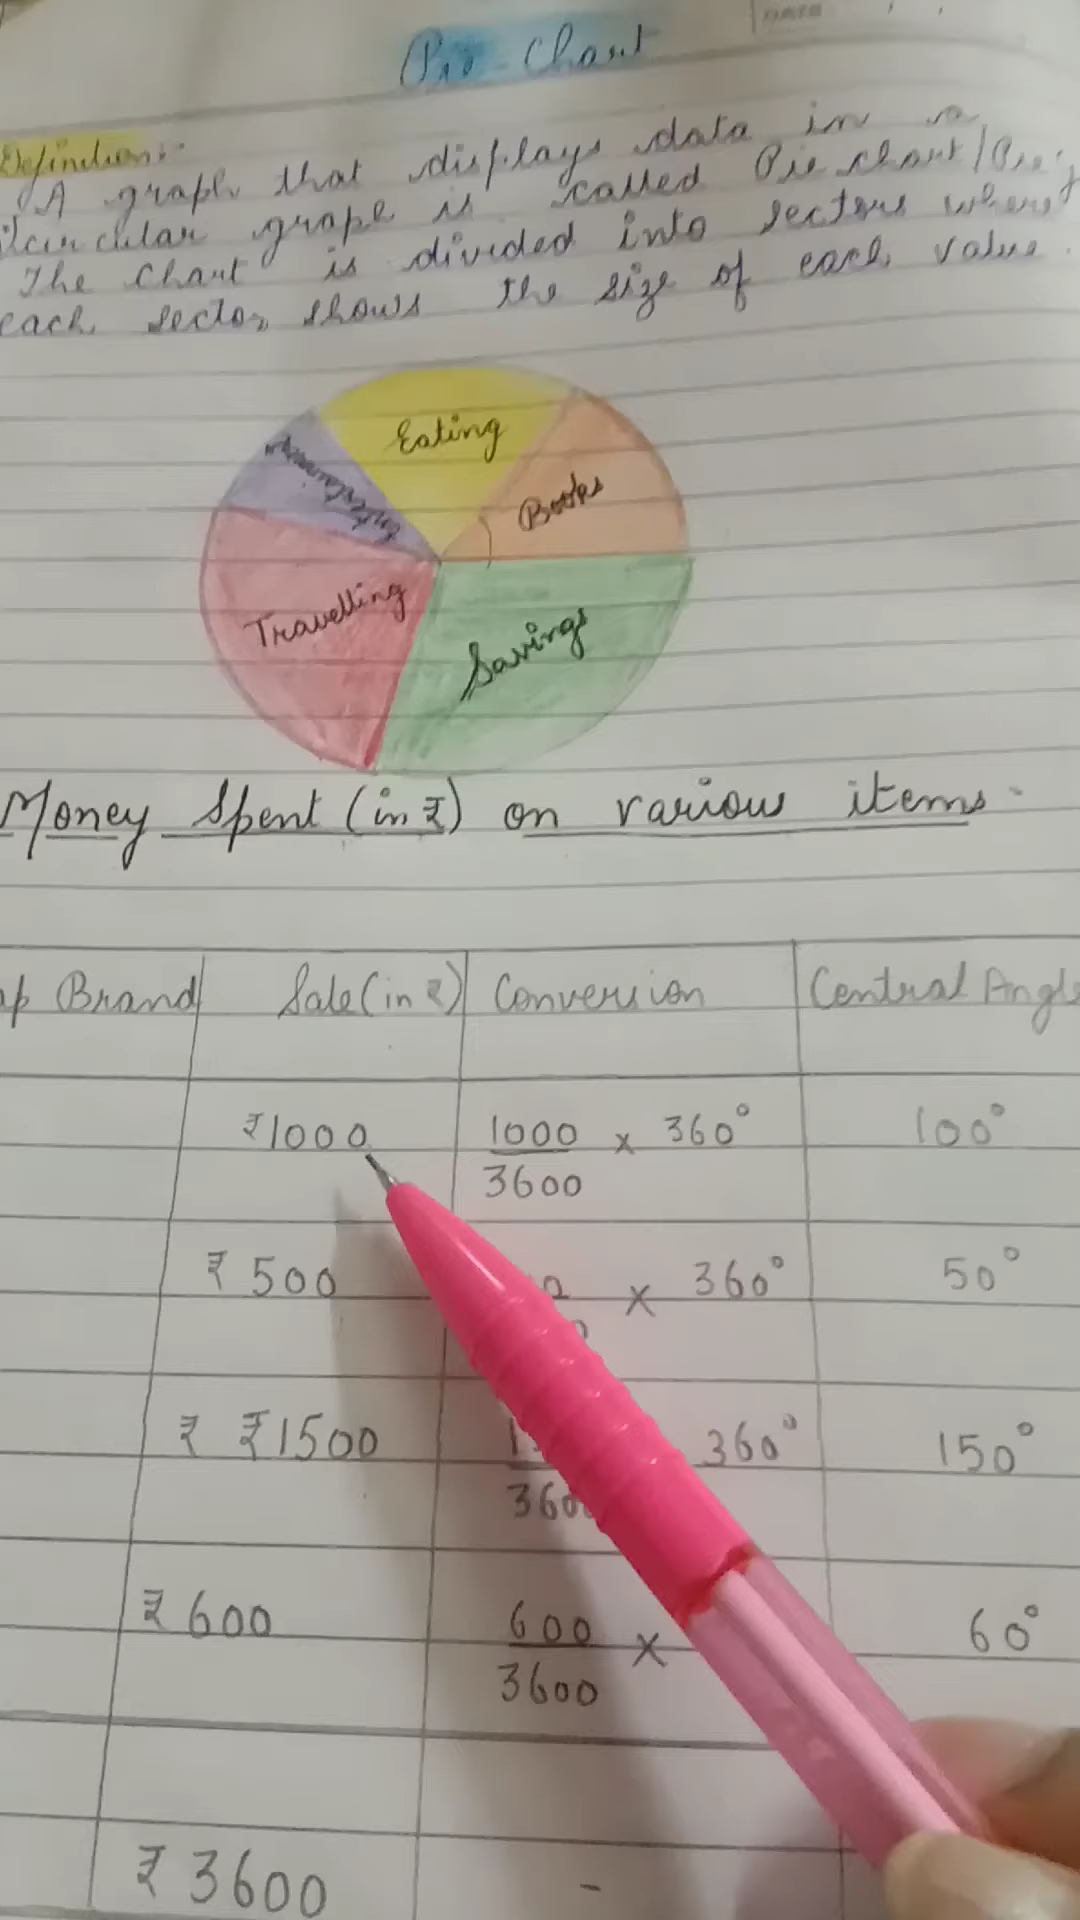 DATE
Pie-Chart
Definition:-
A graph that displays data in a
circular graph is called Pie chart/Pie
The Chart is divided into sectors where
each sector shows the size of each value.
Eating
Entertainment
Books
Travelling
Savings
Money Spent (in ₹) on various items.
Brand Sale (in ₹) Conversion Central Angle
₹1000 1000/3600 x 360° 100°
₹ 500 x 360° 50°
₹ ₹1500 360° 150°
₹ 600 600/3600 x 60°
₹ 3600 -